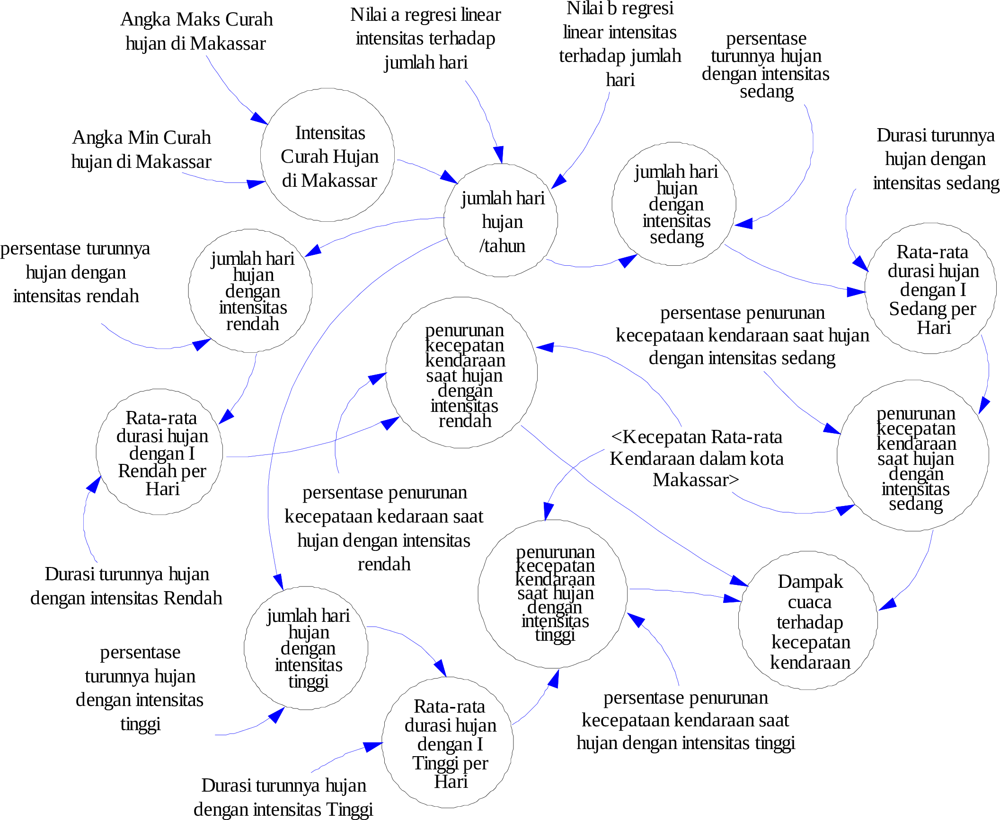 Angka Maks Curah
hujan di Makassar
Nilai a regresi linear
intensitas terhadap
jumlah hari
Nilai b regresi
linear intensitas
terhadap jumlah
hari
persentase
turunnya hujan
dengan intensitas
sedang
Angka Min Curah
hujan di Makassar
Intensitas
Curah Hujan
di Makassar
Durasi turunnya
hujan dengan
intensitas sedang
jumlah hari
hujan
/tahun
jumlah hari
hujan
dengan
intensitas
sedang
persentase turunnya
hujan dengan
intensitas rendah
jumlah hari
hujan
dengan
intensitas
rendah
Rata-rata
durasi hujan
dengan I
Sedang per
Hari
penurunan
kecepatan
kendaraan
saat hujan
dengan
intensitas
rendah
persentase penurunan
kecepataan kendaraan saat hujan
dengan intensitas sedang
Rata-rata
durasi hujan
dengan I
Rendah per
Hari
<Kecepatan Rata-rata
Kendaraan dalam kota
Makassar>
penurunan
kecepatan
kendaraan
saat hujan
dengan
intensitas
sedang
persentase penurunan
kecepataan kedaraan saat
hujan dengan intensitas
rendah
Durasi turunnya hujan
dengan intensitas Rendah
penurunan
kecepatan
kendaraan
saat hujan
dengan
intensitas
tinggi
Dampak
cuaca
terhadap
kecepatan
kendaraan
jumlah hari
hujan
dengan
intensitas
tinggi
persentase
turunnya hujan
dengan intensitas
tinggi
Rata-rata
durasi hujan
dengan I
Tinggi per
Hari
persentase penurunan
kecepataan kendaraan saat
hujan dengan intensitas tinggi
Durasi turunnya hujan
dengan intensitas Tinggi